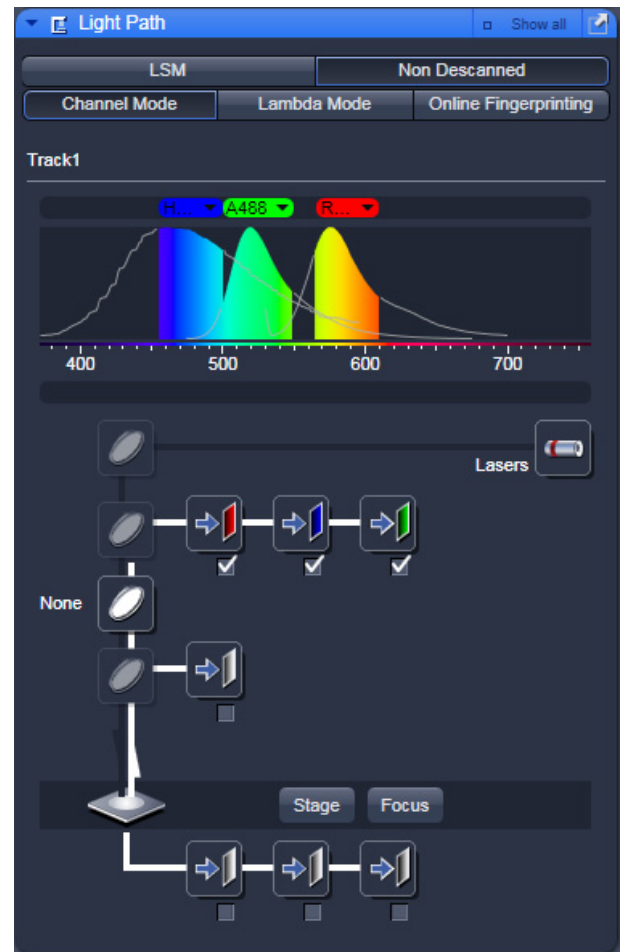 Light Path Show all
LSM Non Descanned
Channel Mode Lambda Mode Online Fingerprinting
Track1
H... A488 R...
400 500 600 700
Lasers
None
Stage Focus